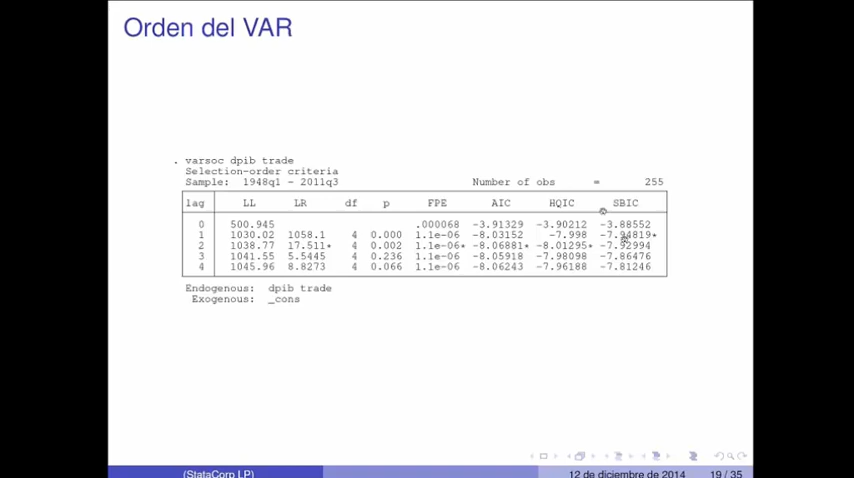 Orden del VAR
. varsoc dpib trade
Selection-order criteria
Sample: 1948q1 - 2011q3 Number of obs = 255
lag LL LR df p FPE AIC HQIC SBIC
0 500.945 .000068 -3.91329 -3.90212 -3.88552
1 1030.02 1058.1 4 0.000 1.1e-06 -8.03152 -7.998 -7.94819*
2 1038.77 17.511* 4 0.002 1.1e-06* -8.06881* -8.01295* -7.92994
3 1041.55 5.5445 4 0.236 1.1e-06 -8.05918 -7.98098 -7.86476
4 1045.96 8.8273 4 0.066 1.1e-06 -8.06243 -7.96188 -7.81246
Endogenous: dpib trade
Exogenous: _cons
(StataCorp LP) 12 de diciembre de 2014 19 / 35